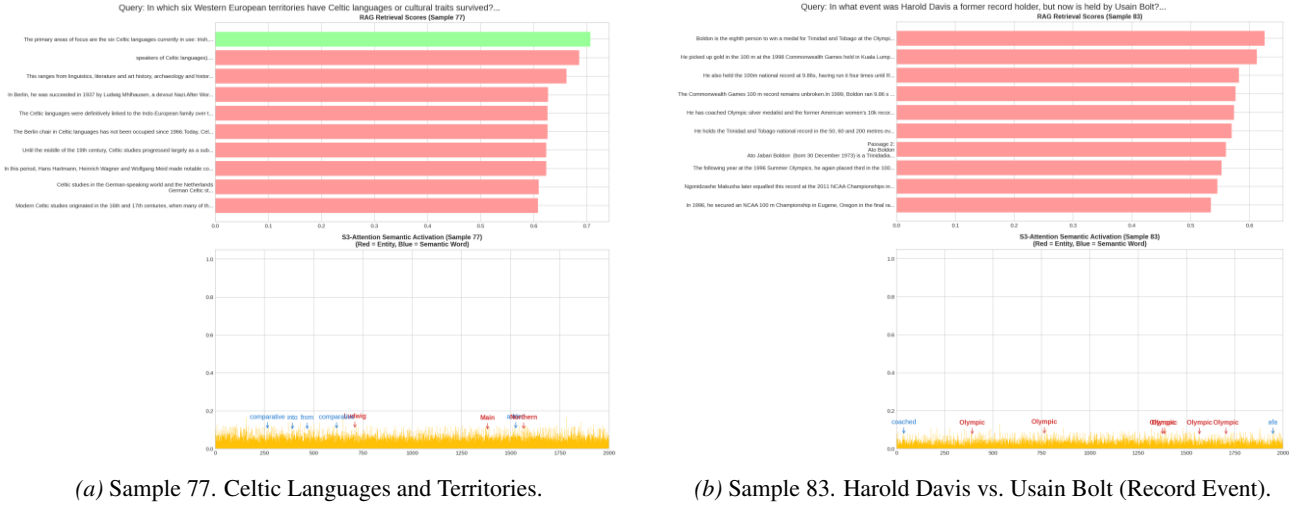 Query: In which six Western European territories have Celtic languages or cultural traits survived?...
RAG Retrieval Scores (Sample 77)
The primary areas of focus are the six Celtic languages currently in use: Irish,...
speakers of Celtic languages)....
This ranges from linguistics, literature and art history, archaeology and histor...
In Berlin, he was succeeded in 1937 by Ludwig Mhlhausen, a devout Nazi.After War...
The Celtic languages were definitively linked to the Indo-European family over t...
The Berlin chair in Celtic languages has not been occupied since 1966.Today, Cel...
Until the middle of the 19th century, Celtic studies progressed largely as a sub...
In this period, Hans Hartmann, Heinrich Wagner and Wolfgang Meid made notable co...
Celtic studies in the German-speaking world and the Netherlands
German Celtic st...
Modern Celtic studies originated in the 16th and 17th centuries, when many of th...
0.0 0.1 0.2 0.3 0.4 0.5 0.6 0.7
S3-Attention Semantic Activation (Sample 77)
(Red = Entity, Blue = Semantic Word)
1.0
0.8
0.6
0.4
0.2
comparative into from comparative Ludwig Main Northern
0.0
0 250 500 750 1000 1250 1500 1750 2000
(a) Sample 77. Celtic Languages and Territories.
Query: In what event was Harold Davis a former record holder, but now is held by Usain Bolt?...
RAG Retrieval Scores (Sample 83)
Boldon is the eighth person to win a medal for Trinidad and Tobago at the Olympi...
He picked up gold in the 100 m at the 1998 Commonwealth Games held in Kuala Lump...
He also held the 100m national record at 9.86s, having run it four times until R...
The Commonwealth Games 100 m record remains unbroken.In 1999, Boldon ran 9.86 s ...
He has coached Olympic silver medalist and the former American women's 10k recor...
He holds the Trinidad and Tobago national record in the 50, 60 and 200 metres ev...
Passage 2:
Ato Boldon
Ato Jabari Boldon (born 30 December 1973) is a Trinidadia...
The following year at the 1996 Summer Olympics, he again placed third in the 100...
Ngonidzashe Makusha later equalled this record at the 2011 NCAA Championships in...
In 1996, he secured an NCAA 100 m Championship in Eugene, Oregon in the final ra...
0.0 0.1 0.2 0.3 0.4 0.5 0.6
S3-Attention Semantic Activation (Sample 83)
(Red = Entity, Blue = Semantic Word)
1.0
0.8
0.6
0.4
0.2
coached Olympic Olympic Olympic Olympic Olympic
0.0
0 250 500 750 1000 1250 1500 1750 2000
(b) Sample 83. Harold Davis vs. Usain Bolt (Record Event).